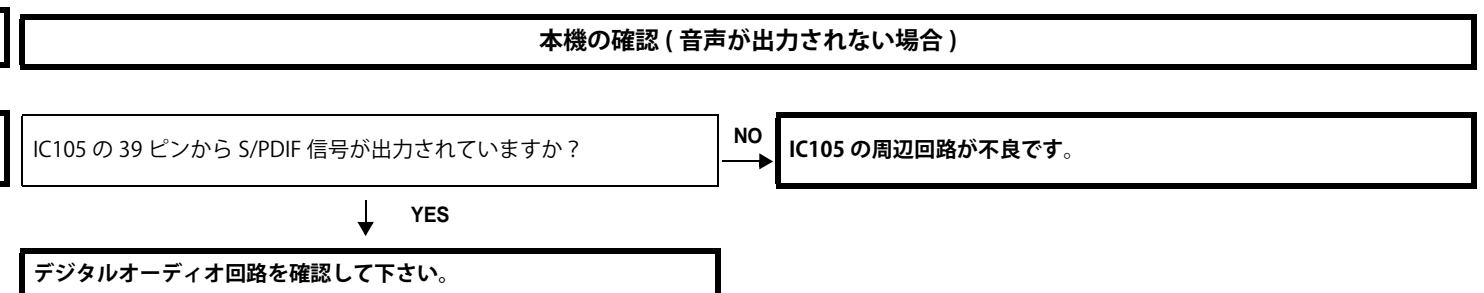 本機の確認 ( 音声が出力されない場合 )
IC105 の 39 ピンから S/PDIF 信号が出力されていますか？
NO
IC105 の周辺回路が不良です。
YES
デジタルオーディオ回路を確認して下さい。